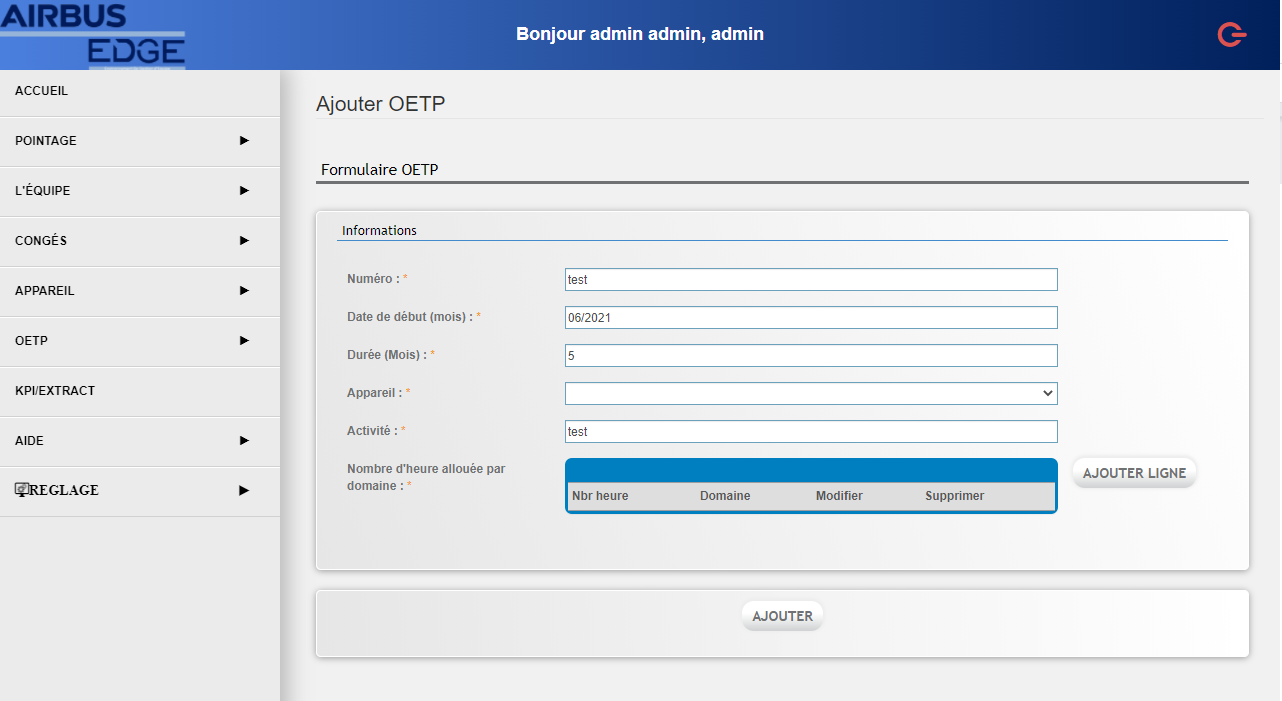 AIRBUS
EDGE
Bonjour admin admin, admin
ACCUEIL
POINTAGE
L'ÉQUIPE
CONGÉS
APPAREIL
OETP
KPI/EXTRACT
AIDE
REGLAGE
Ajouter OETP
Formulaire OETP
Informations
Numéro : *
test
Date de début (mois) : *
06/2021
Durée (Mois) : *
5
Appareil : *
Activité : *
test
Nombre d'heure allouée par
domaine : *
Nbr heure Domaine Modifier Supprimer
AJOUTER LIGNE
AJOUTER